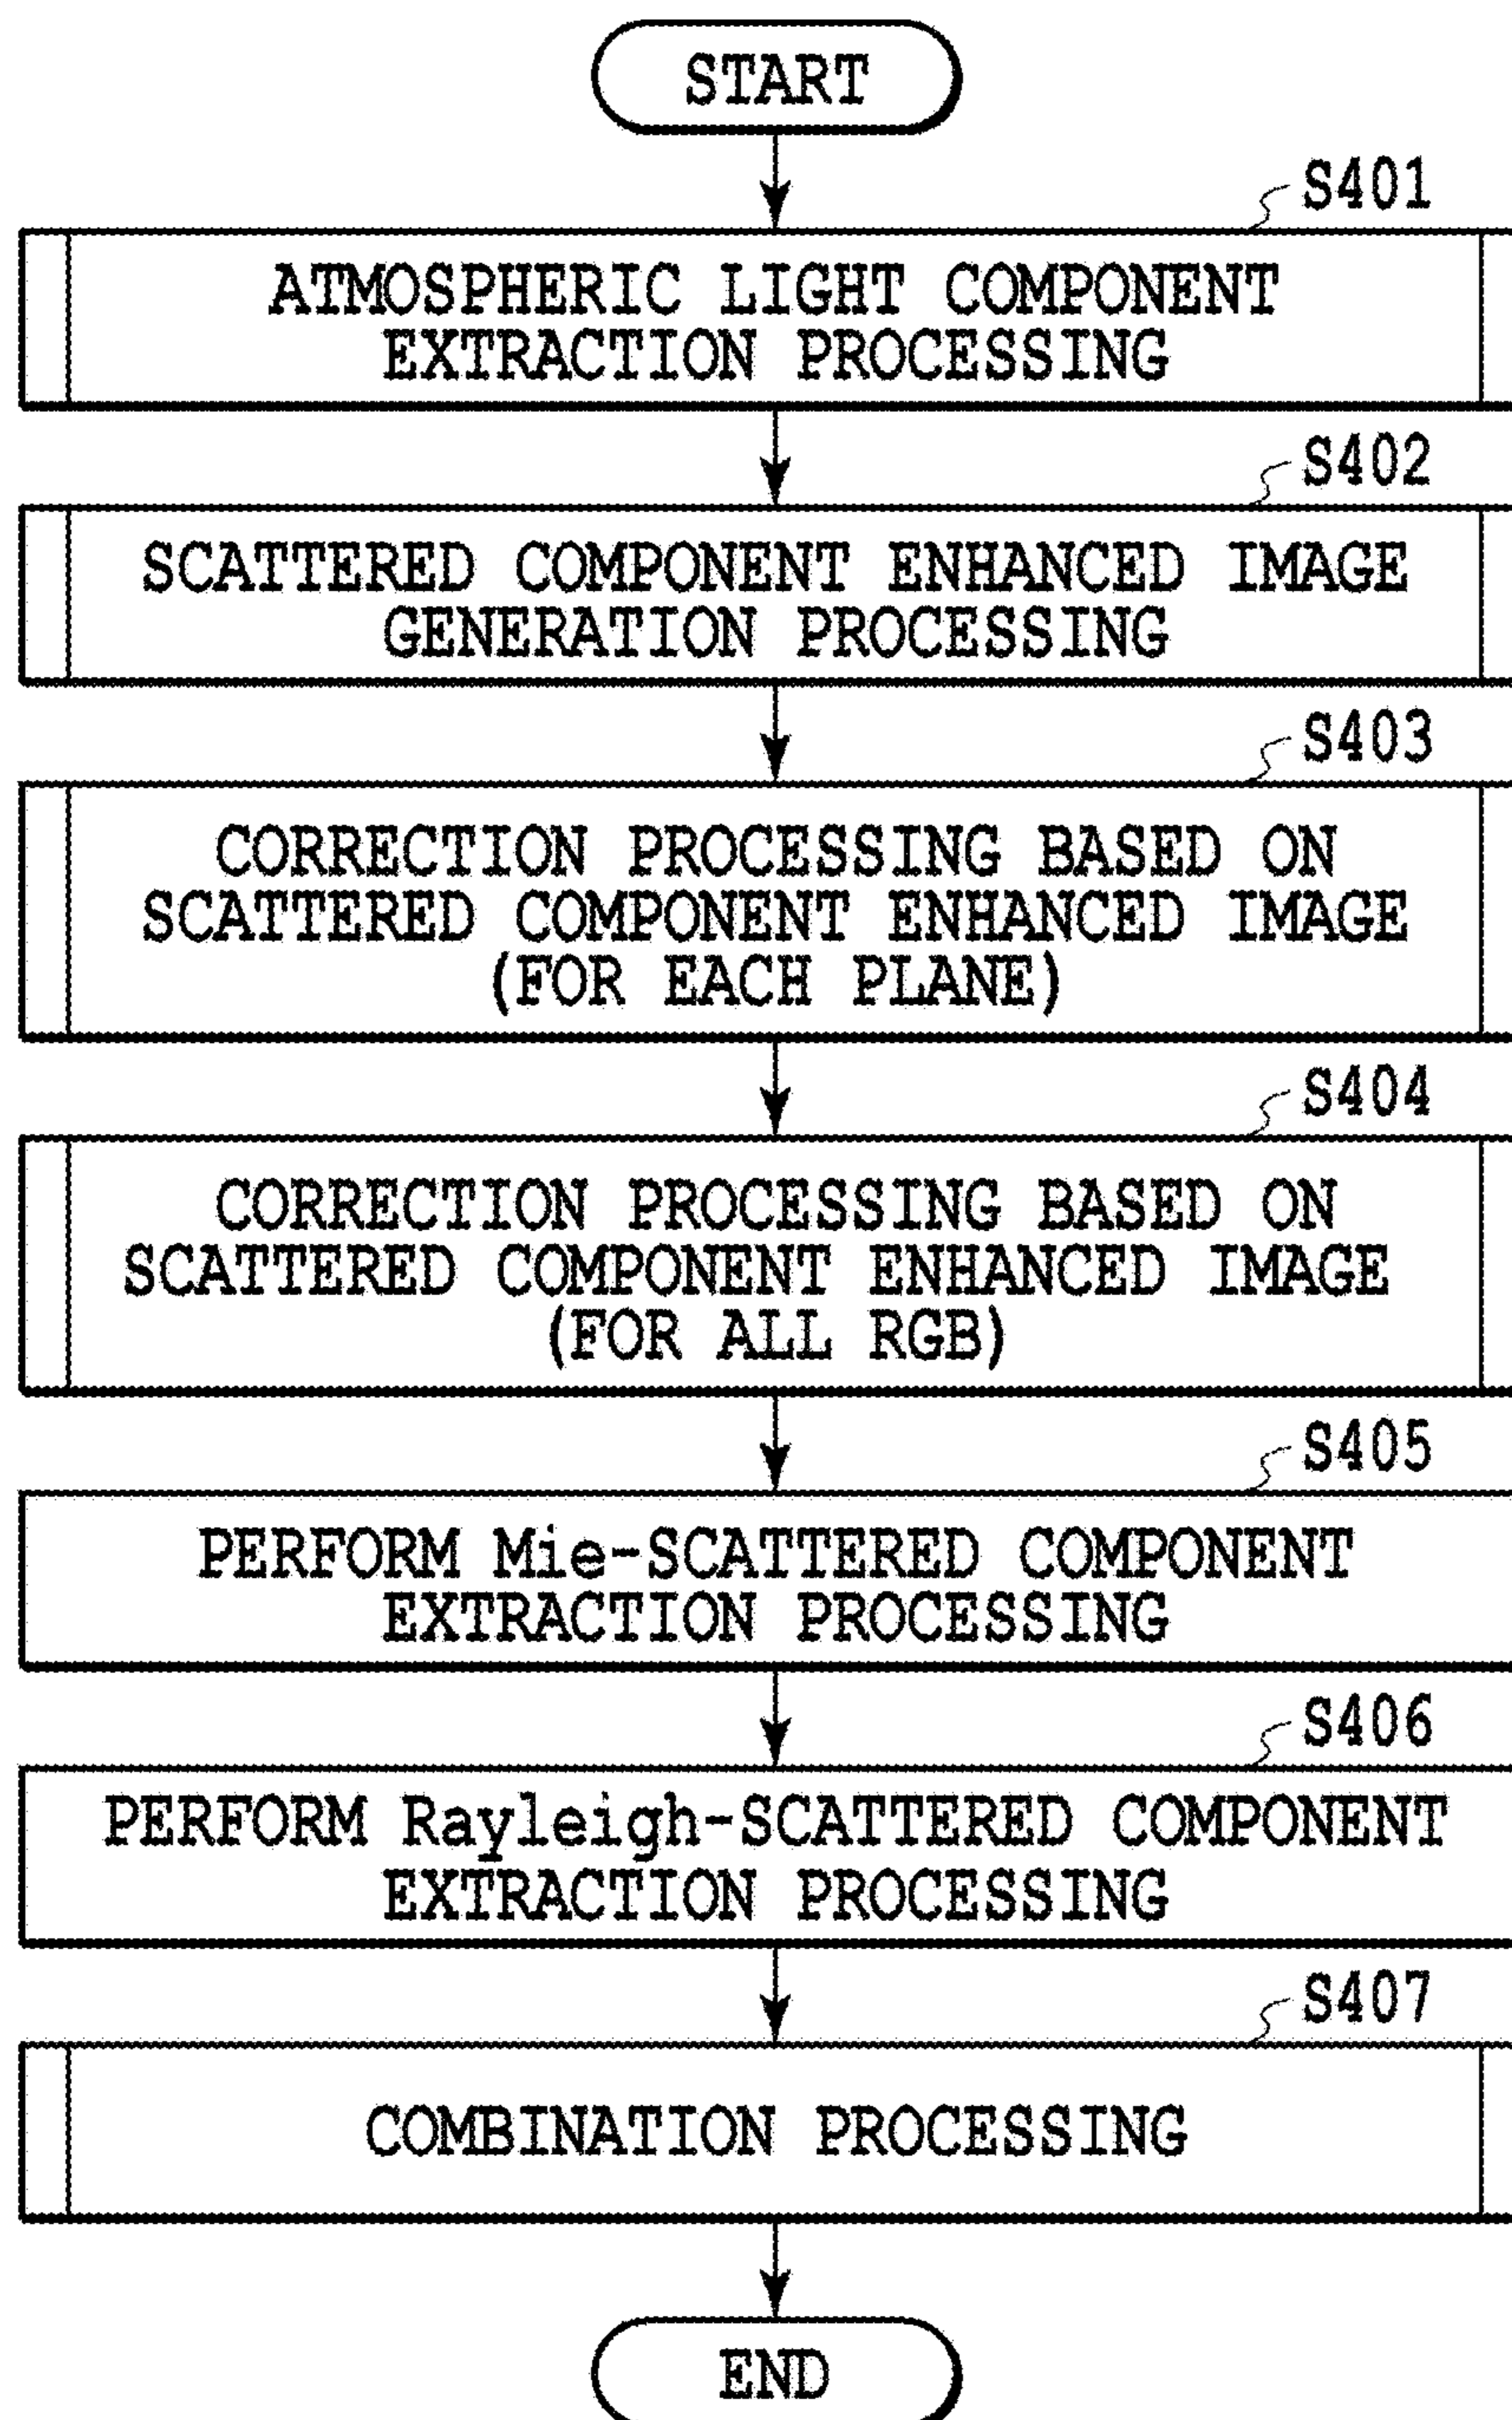 START
S401
ATMOSPHERIC LIGHT COMPONENT
EXTRACTION PROCESSING
S402
SCATTERED COMPONENT ENHANCED IMAGE
GENERATION PROCESSING
S403
CORRECTION PROCESSING BASED ON
SCATTERED COMPONENT ENHANCED IMAGE
(FOR EACH PLANE)
S404
CORRECTION PROCESSING BASED ON
SCATTERED COMPONENT ENHANCED IMAGE
(FOR ALL RGB)
S405
PERFORM Mie-SCATTERED COMPONENT
EXTRACTION PROCESSING
S406
PERFORM Rayleigh-SCATTERED COMPONENT
EXTRACTION PROCESSING
S407
COMBINATION PROCESSING
END